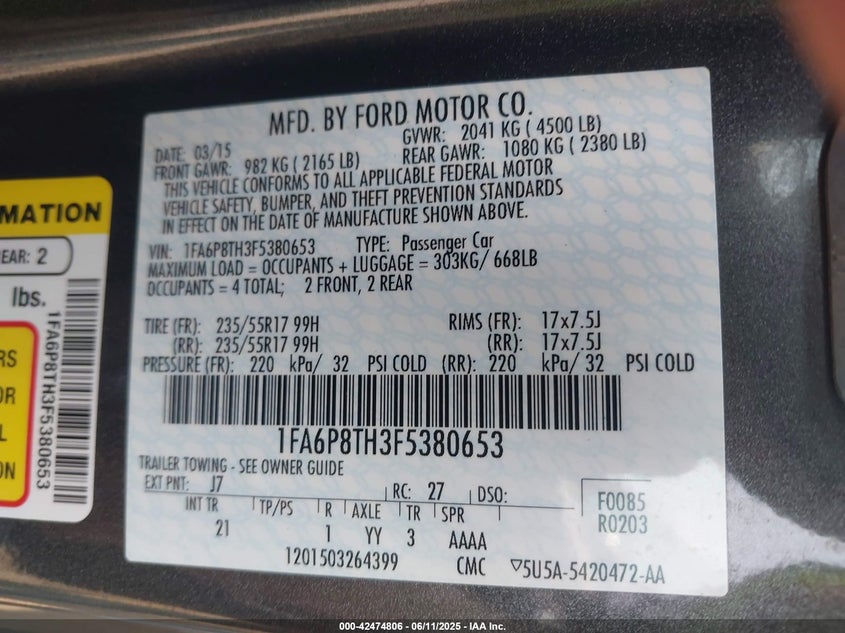 MFD. BY FORD MOTOR CO.
DATE: 03/15 GVWR: 2041 KG ( 4500 LB)
FRONT GAWR: 982 KG ( 2165 LB) REAR GAWR: 1080 KG ( 2380 LB)
THIS VEHICLE CONFORMS TO ALL APPLICABLE FEDERAL MOTOR
VEHICLE SAFETY, BUMPER, AND THEFT PREVENTION STANDARDS
IN EFFECT ON THE DATE OF MANUFACTURE SHOWN ABOVE.
VIN: 1FA6P8TH3F5380653 TYPE: Passenger Car
MAXIMUM LOAD = OCCUPANTS + LUGGAGE = 303KG/ 668LB
OCCUPANTS = 4 TOTAL; 2 FRONT, 2 REAR
TIRE (FR): 235/55R17 99H RIMS (FR): 17x7.5J
(RR): 235/55R17 99H (RR): 17x7.5J
PRESSURE (FR): 220 kPa/ 32 PSI COLD (RR): 220 kPa/ 32 PSI COLD
1FA6P8TH3F5380653
TRAILER TOWING - SEE OWNER GUIDE
EXT PNT: J7 RC: 27 DSO: F0085
INT TR TP/PS R AXLE TR SPR R0203
21 1 YY 3 AAAA
1201503264399 CMC ▽5U5A-5420472-AA
MATION
EAR: 2
lbs.
1FA6P8TH3F5380653
RS
OR
L
ON
000-42474806 - 06/11/2025 - IAA Inc.